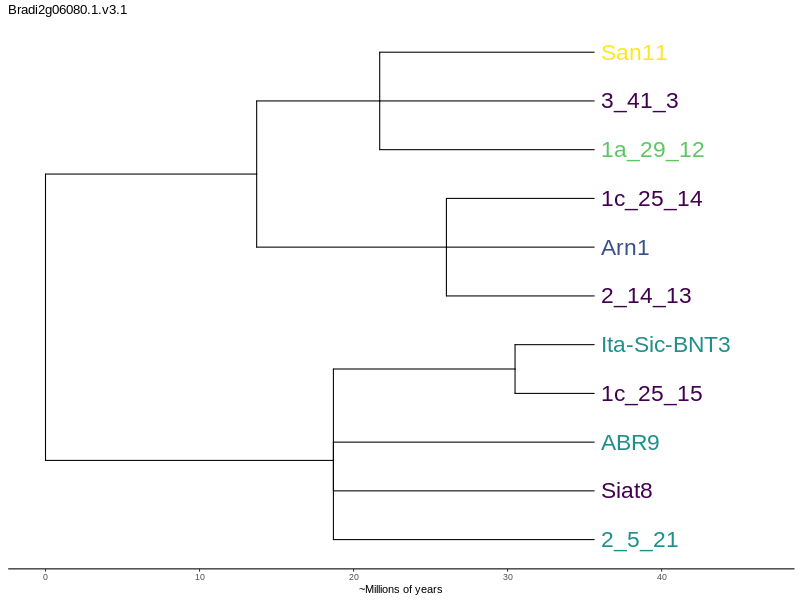 Bradi2g06080.1.v3.1
San11
3_41_3
1a_29_12
1c_25_14
Arn1
2_14_13
Ita-Sic-BNT3
1c_25_15
ABR9
Siat8
2_5_21
0 10 20 30 40
~Millions of years